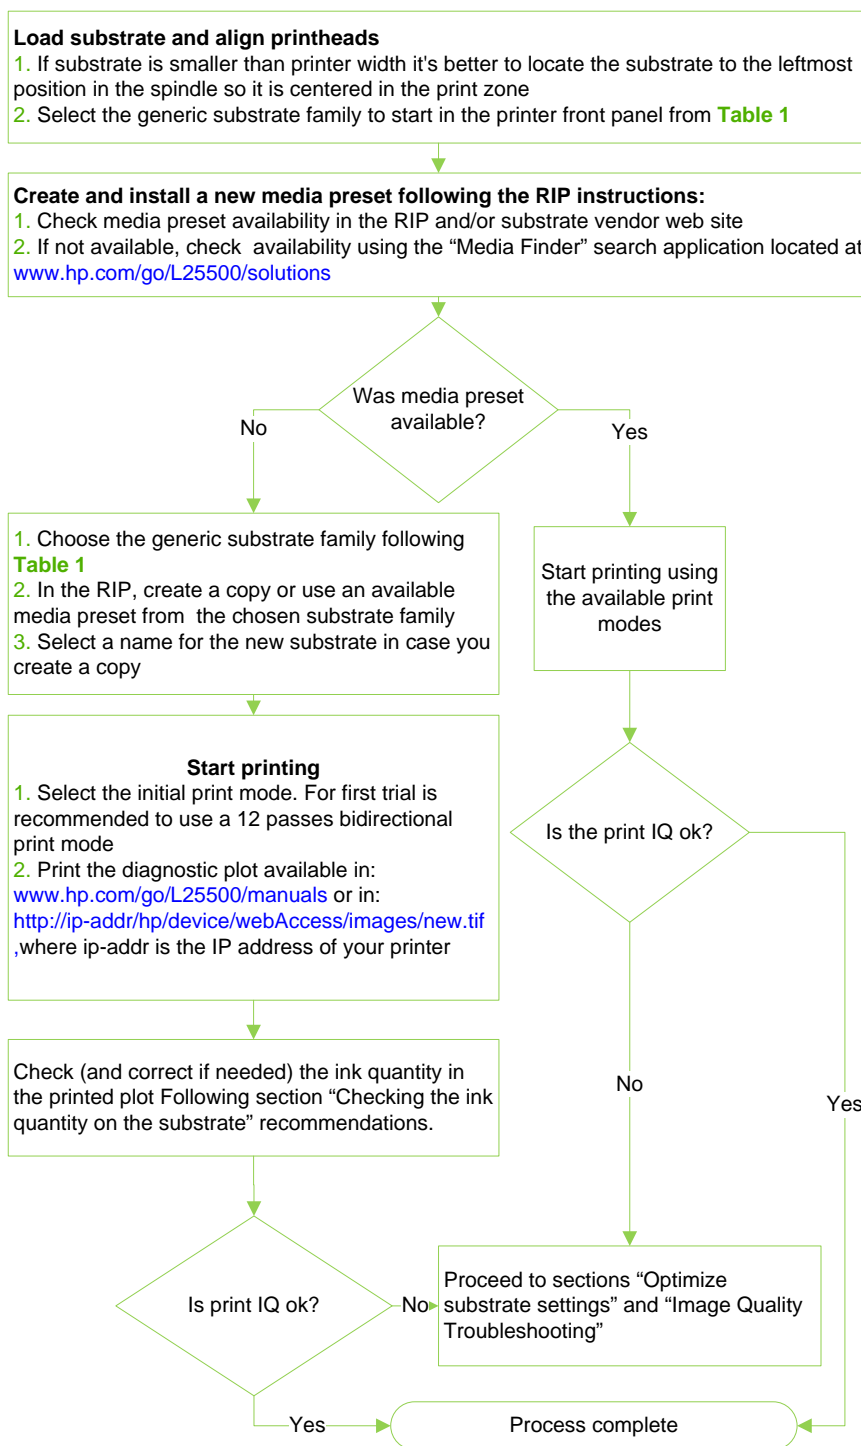 Load substrate and align printheads
1. If substrate is smaller than printer width it's better to locate the substrate to the leftmost
position in the spindle so it is centered in the print zone
2. Select the generic substrate family to start in the printer front panel from Table 1
Create and install a new media preset following the RIP instructions:
1. Check media preset availability in the RIP and/or substrate vendor web site
2. If not available, check  availability using the “Media Finder” search application located at
www.hp.com/go/L25500/solutions
Was media preset
available?
No
Yes
1. Choose the generic substrate family following
Table 1
2. In the RIP, create a copy or use an available
media preset from  the chosen substrate family
3. Select a name for the new substrate in case you
create a copy
Start printing using
the available print
modes
Start printing
1. Select the initial print mode. For first trial is
recommended to use a 12 passes bidirectional
print mode
2. Print the diagnostic plot available in:
www.hp.com/go/L25500/manuals or in:
http://ip-addr/hp/device/webAccess/images/new.tif
,where ip-addr is the IP address of your printer
Is the print IQ ok?
Check (and correct if needed) the ink quantity in
the printed plot Following section “Checking the ink
quantity on the substrate” recommendations.
No
Yes
Is print IQ ok?
No
Proceed to sections “Optimize
substrate settings” and “Image Quality
Troubleshooting”
Yes
Process complete